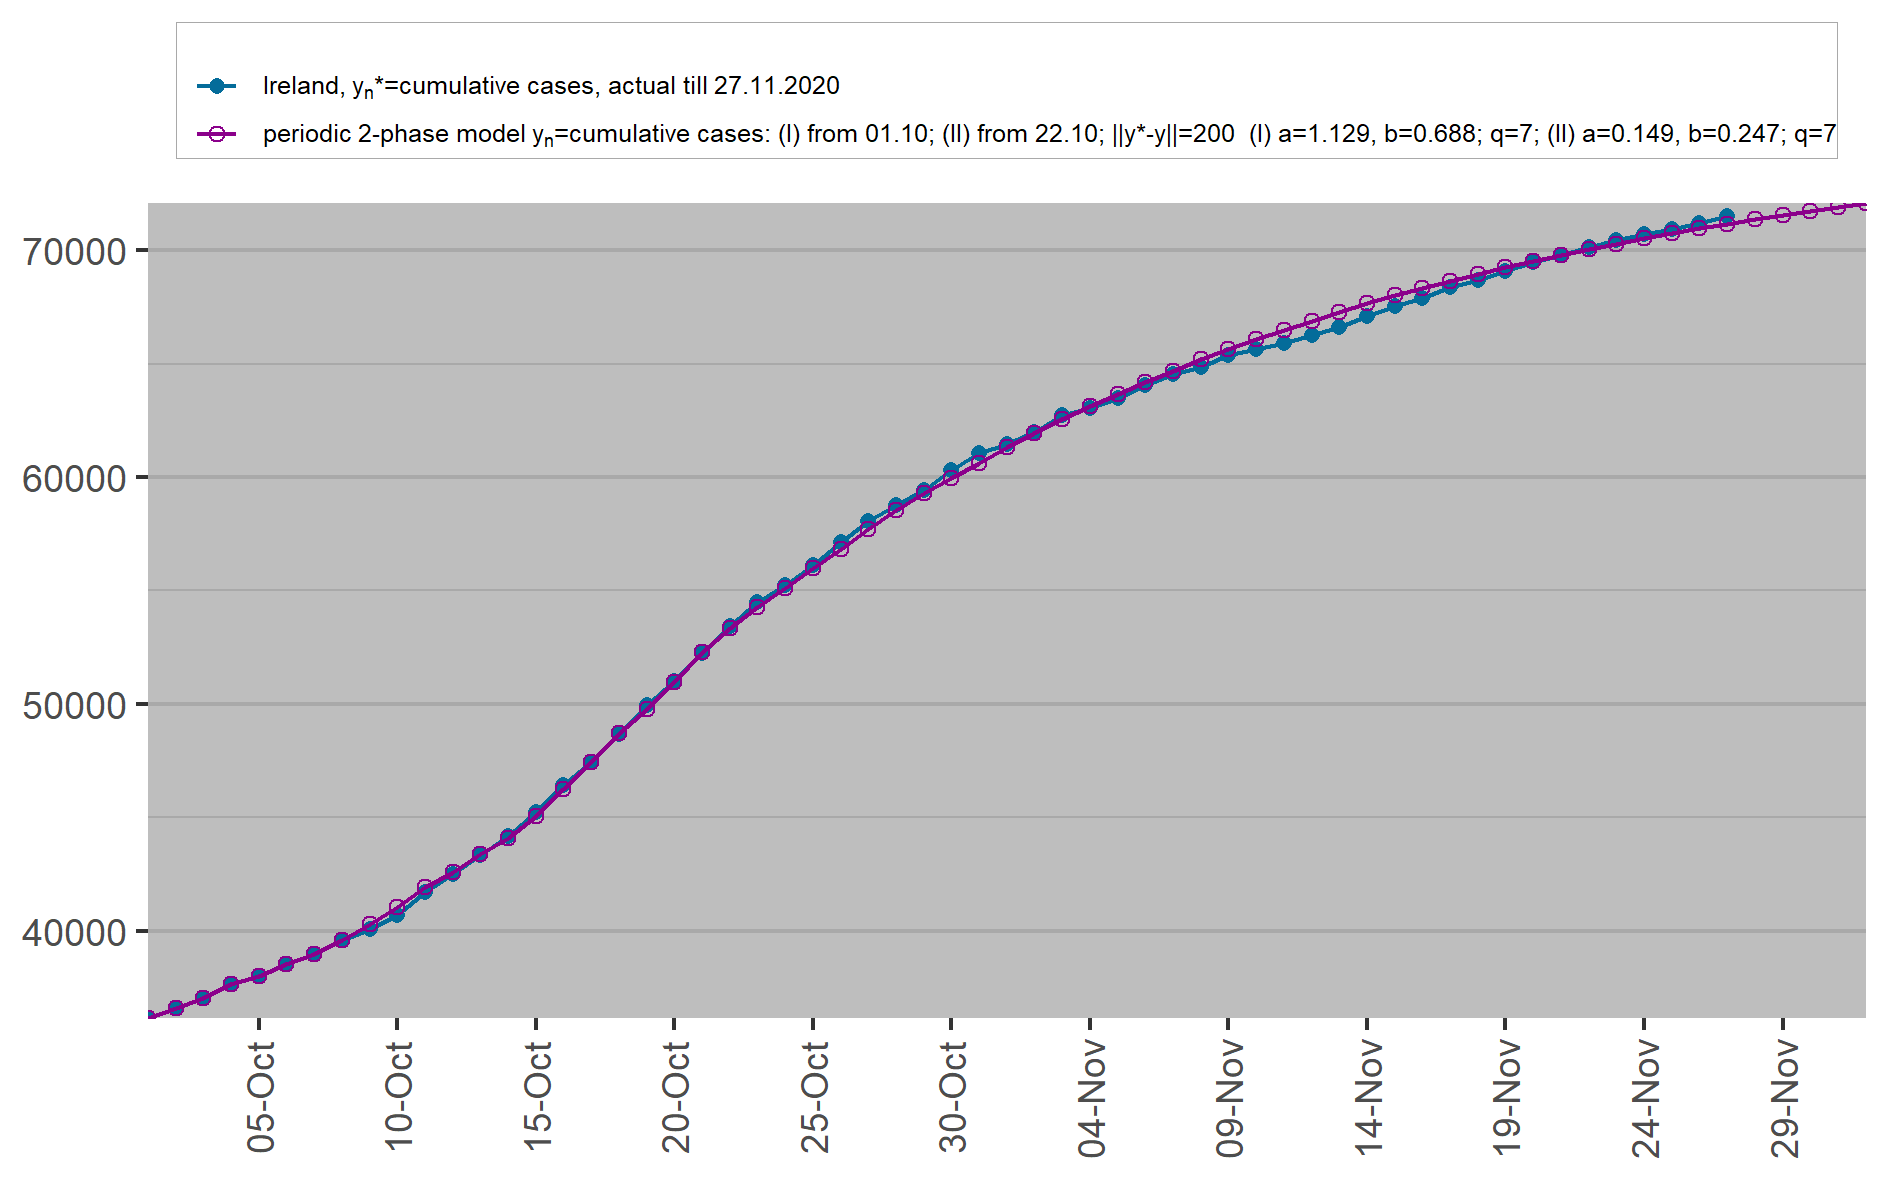 Ireland, yn*=cumulative cases, actual till 27.11.2020
periodic 2-phase model yn=cumulative cases: (I) from 01.10; (II) from 22.10; ||y*-y||=200  (I) a=1.129, b=0.688; q=7; (II) a=0.149, b=0.247; q=7
70000
60000
50000
40000
05-Oct 10-Oct 15-Oct 20-Oct 25-Oct 30-Oct 04-Nov 09-Nov 14-Nov 19-Nov 24-Nov 29-Nov